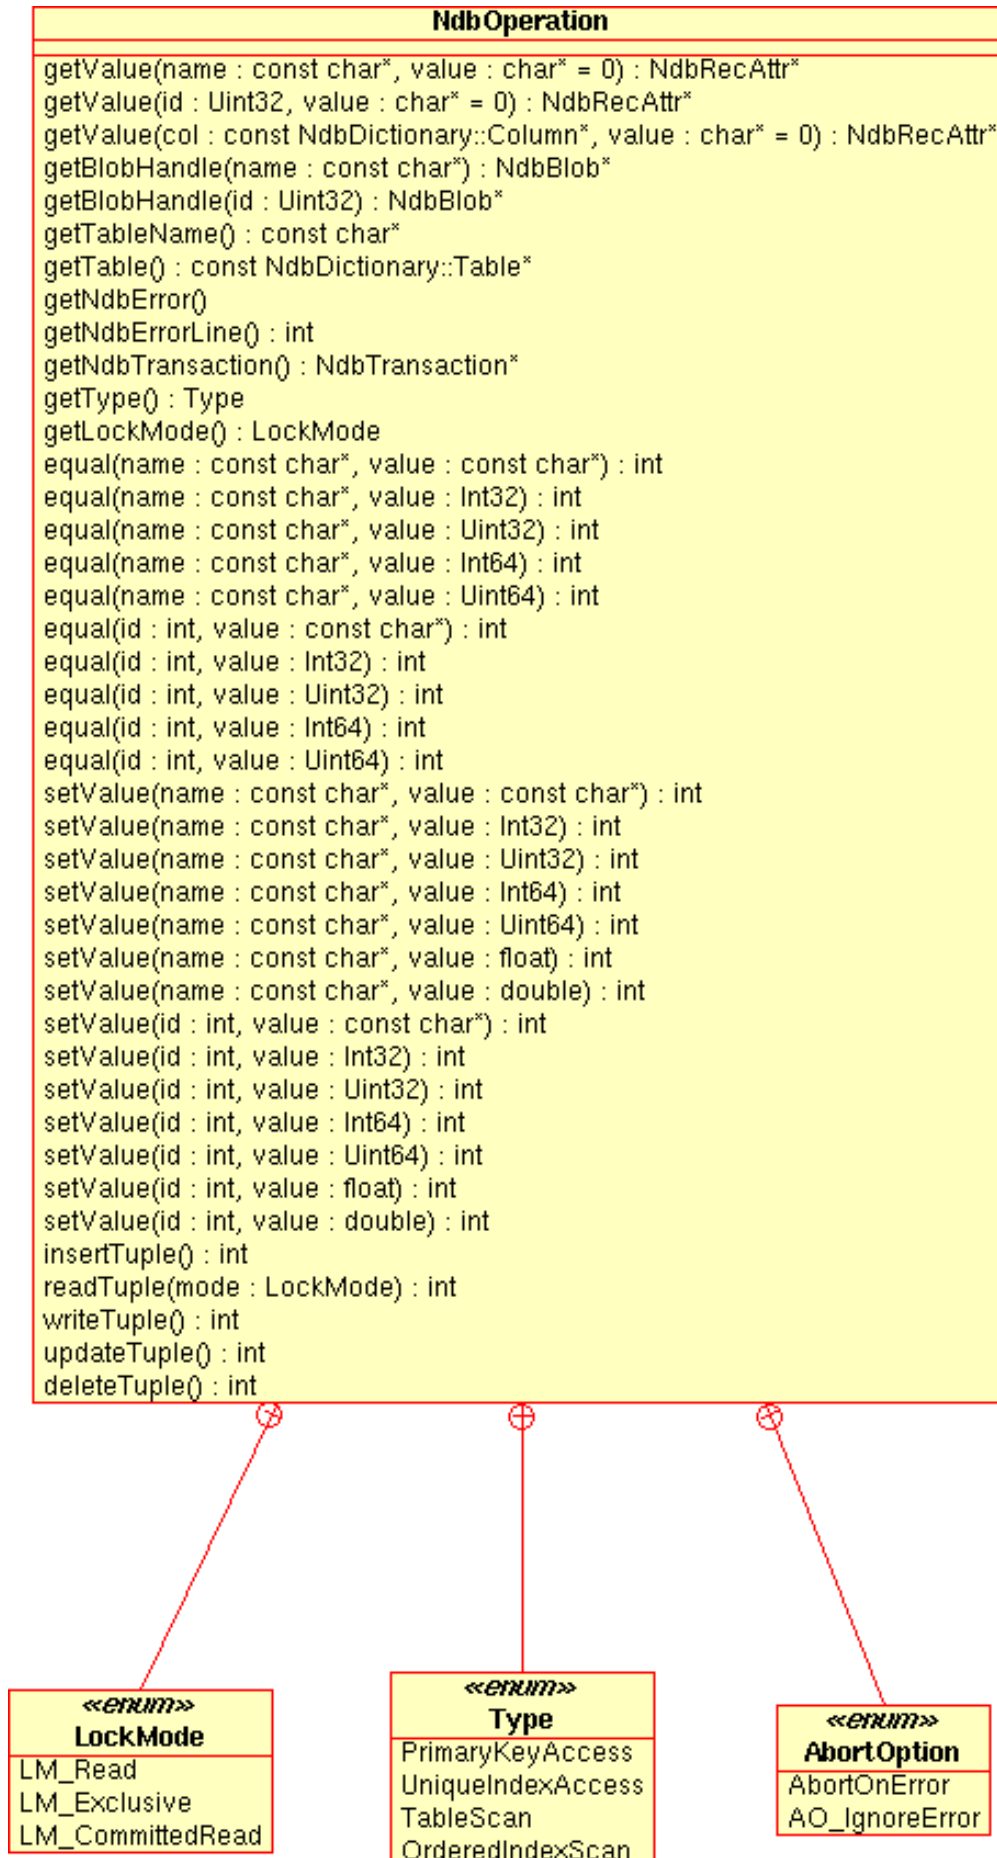 NdbOperation
getValue(name : const char*, value : char* = 0) : NdbRecAttr*
getValue(id : Uint32, value : char* = 0) : NdbRecAttr*
getValue(col : const NdbDictionary::Column*, value : char* = 0) : NdbRecAttr*
getBlobHandle(name : const char*) : NdbBlob*
getBlobHandle(id : Uint32) : NdbBlob*
getTableName() : const char*
getTable() : const NdbDictionary::Table*
getNdbError()
getNdbErrorLine() : int
getNdbTransaction() : NdbTransaction*
getType() : Type
getLockMode() : LockMode
equal(name : const char*, value : const char*) : int
equal(name : const char*, value : Int32) : int
equal(name : const char*, value : Uint32) : int
equal(name : const char*, value : Int64) : int
equal(name : const char*, value : Uint64) : int
equal(id : int, value : const char*) : int
equal(id : int, value : Int32) : int
equal(id : int, value : Uint32) : int
equal(id : int, value : Int64) : int
equal(id : int, value : Uint64) : int
setValue(name : const char*, value : const char*) : int
setValue(name : const char*, value : Int32) : int
setValue(name : const char*, value : Uint32) : int
setValue(name : const char*, value : Int64) : int
setValue(name : const char*, value : Uint64) : int
setValue(name : const char*, value : float) : int
setValue(name : const char*, value : double) : int
setValue(id : int, value : const char*) : int
setValue(id : int, value : Int32) : int
setValue(id : int, value : Uint32) : int
setValue(id : int, value : Int64) : int
setValue(id : int, value : Uint64) : int
setValue(id : int, value : float) : int
setValue(id : int, value : double) : int
insertTuple() : int
readTuple(mode : LockMode) : int
writeTuple() : int
updateTuple() : int
deleteTuple() : int
«enum»
LockMode
LM_Read
LM_Exclusive
LM_CommittedRead
«enum»
Type
PrimaryKeyAccess
UniqueIndexAccess
TableScan
OrderedIndexScan
«enum»
AbortOption
AbortOnError
AO_IgnoreError